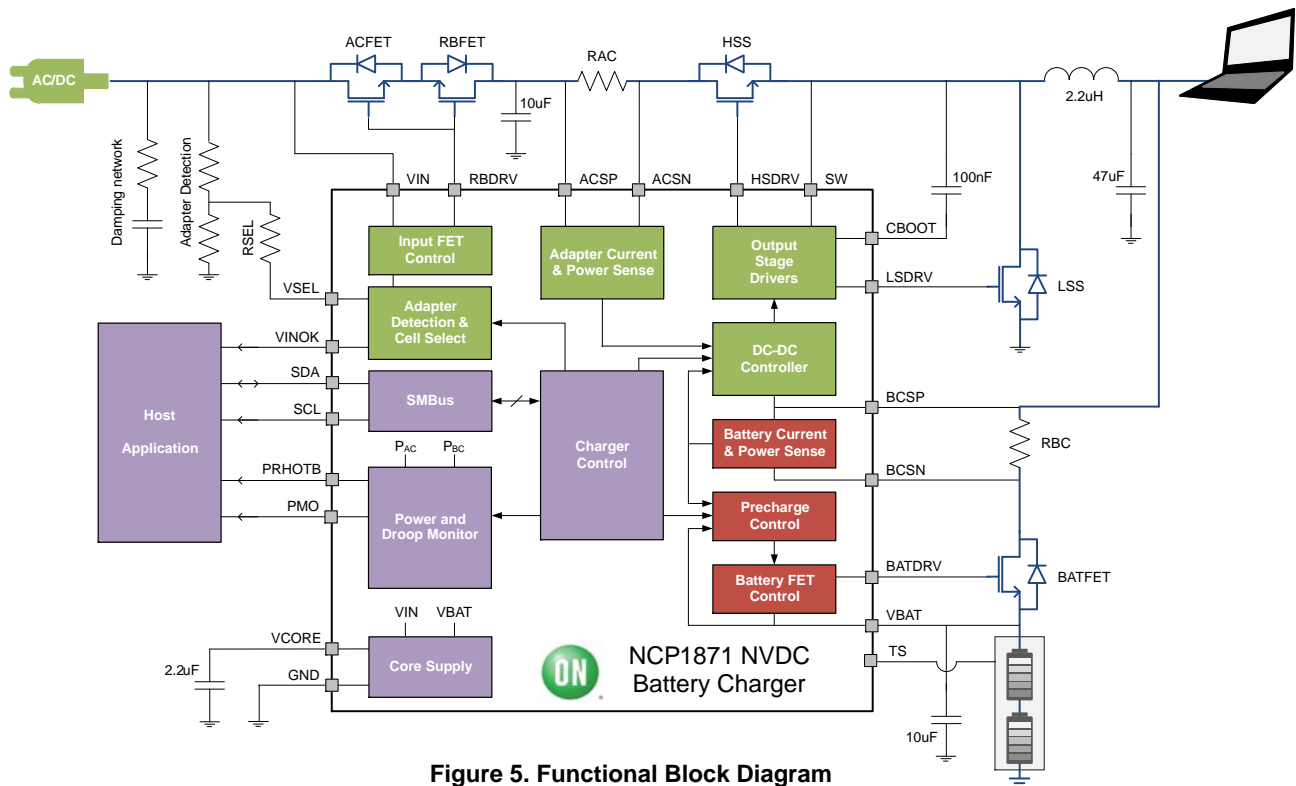 AC/DC
ACFET
RBFET
RAC
HSS
10uF
2.2uH
Damping network
Adapter Detection
RSEL
VIN
RBDRV
ACSP
ACSN
HSDRV
SW
100nF
47uF
Input FET
Control
Adapter Current
& Power Sense
Output
Stage
Drivers
CBOOT
LSDRV
LSS
VSEL
Adapter
Detection &
Cell Select
VINOK
DC-DC
Controller
SDA
SCL
SMBus
Host
Application
Charger
Control
BCSP
Battery Current
& Power Sense
RBC
BCSN
PAC
PBC
PRHOTB
PMO
Power and
Droop Monitor
Precharge
Control
Battery FET
Control
BATDRV
BATFET
VBAT
VIN
VBAT
VCORE
GND
2.2uF
Core Supply
ON
®
NCP1871 NVDC
Battery Charger
TS
10uF
Figure 5. Functional Block Diagram